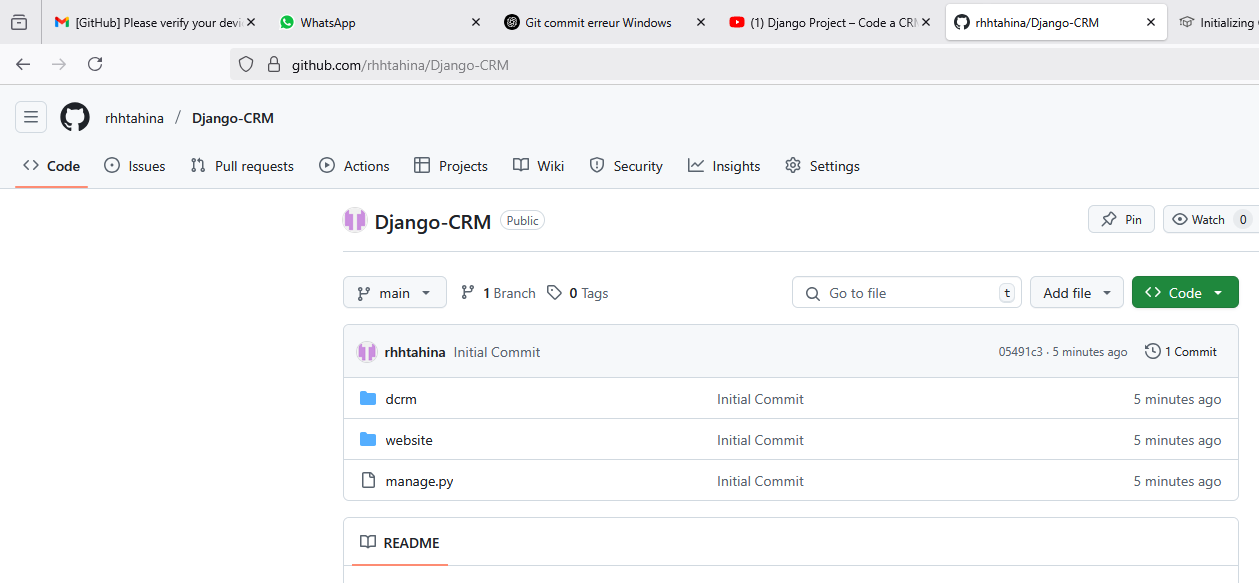 [GitHub] Please verify your devi
WhatsApp
Git commit erreur Windows
(1) Django Project – Code a CRM
rhhtahina/Django-CRM
Initializing
github.com/rhhtahina/Django-CRM
rhhtahina / Django-CRM
Code Issues Pull requests Actions Projects Wiki Security Insights Settings
Django-CRM Public Pin Watch 0
main 1 Branch 0 Tags Go to file t Add file Code
rhhtahina Initial Commit 05491c3 · 5 minutes ago 1 Commit
dcrm Initial Commit 5 minutes ago
website Initial Commit 5 minutes ago
manage.py Initial Commit 5 minutes ago
README